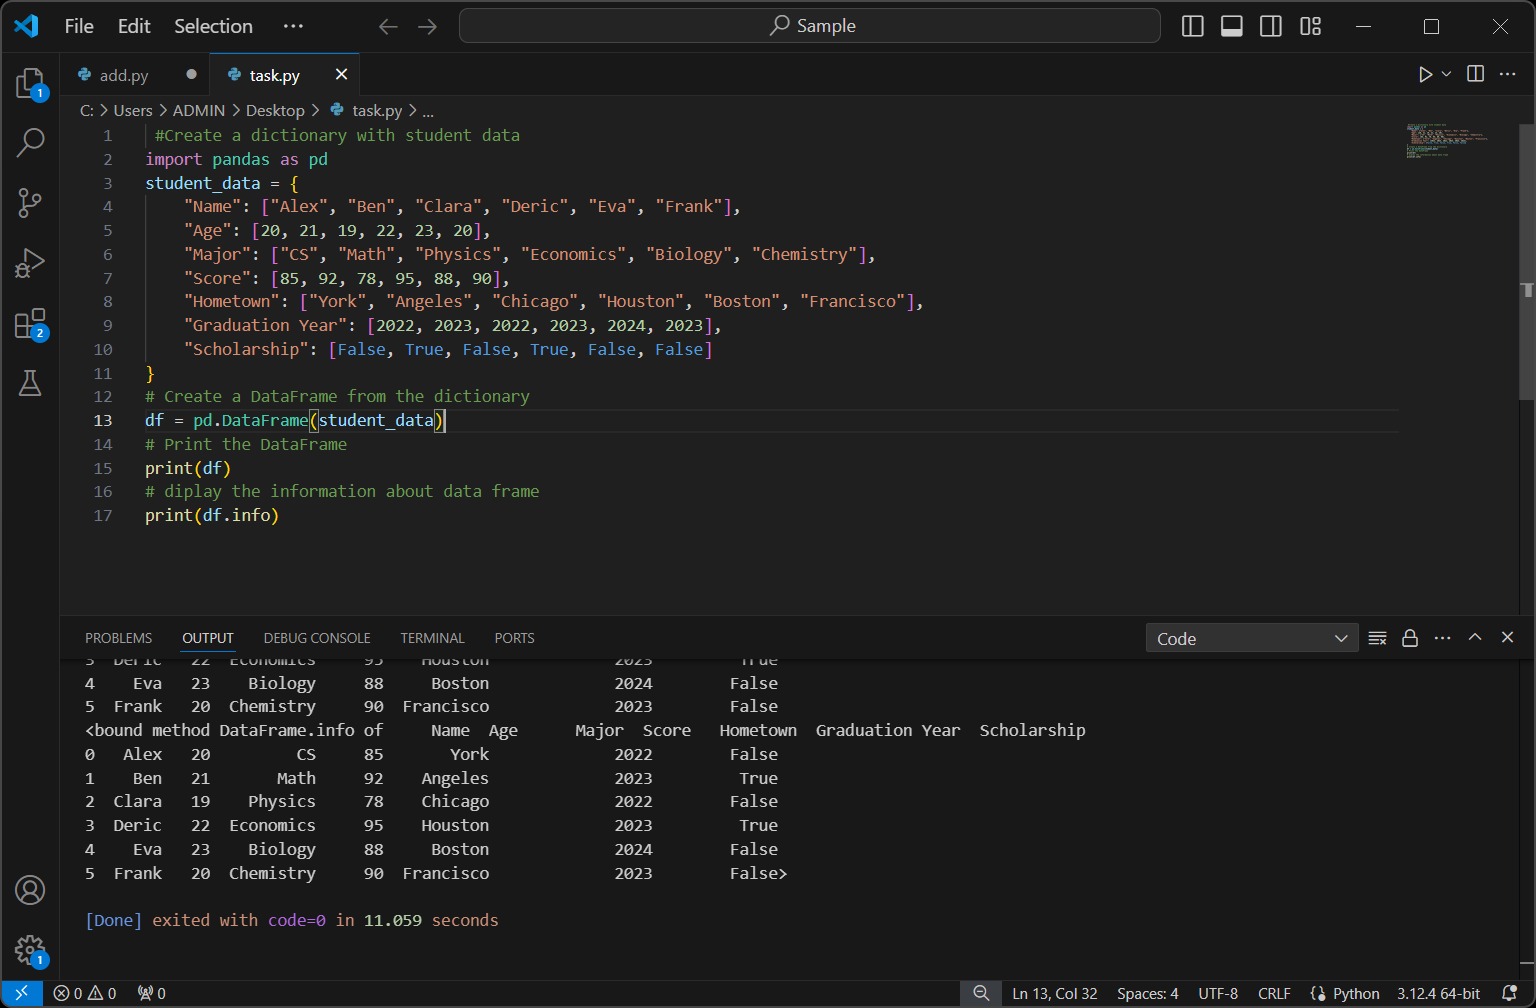 File Edit Selection ··· Sample
add.py task.py
C: > Users > ADMIN > Desktop > task.py > ...
1 #Create a dictionary with student data
2 import pandas as pd
3 student_data = {
4 "Name": ["Alex", "Ben", "Clara", "Deric", "Eva", "Frank"],
5 "Age": [20, 21, 19, 22, 23, 20],
6 "Major": ["CS", "Math", "Physics", "Economics", "Biology", "Chemistry"],
7 "Score": [85, 92, 78, 95, 88, 90],
8 "Hometown": ["York", "Angeles", "Chicago", "Houston", "Boston", "Francisco"],
9 "Graduation Year": [2022, 2023, 2022, 2023, 2024, 2023],
10 "Scholarship": [False, True, False, True, False, False]
11 }
12 # Create a DataFrame from the dictionary
13 df = pd.DataFrame(student_data)
14 # Print the DataFrame
15 print(df)
16 # diplay the information about data frame
17 print(df.info)
1
2
1
PROBLEMS OUTPUT DEBUG CONSOLE TERMINAL PORTS Code
3 Deric 22 Economics 95 Houston 2023 True
4 Eva 23 Biology 88 Boston 2024 False
5 Frank 20 Chemistry 90 Francisco 2023 False
<bound method DataFrame.info of Name Age Major Score Hometown Graduation Year Scholarship
0 Alex 20 CS 85 York 2022 False
1 Ben 21 Math 92 Angeles 2023 True
2 Clara 19 Physics 78 Chicago 2022 False
3 Deric 22 Economics 95 Houston 2023 True
4 Eva 23 Biology 88 Boston 2024 False
5 Frank 20 Chemistry 90 Francisco 2023 False>
[Done] exited with code=0 in 11.059 seconds
0 0 0 Ln 13, Col 32 Spaces: 4 UTF-8 CRLF {} Python 3.12.4 64-bit